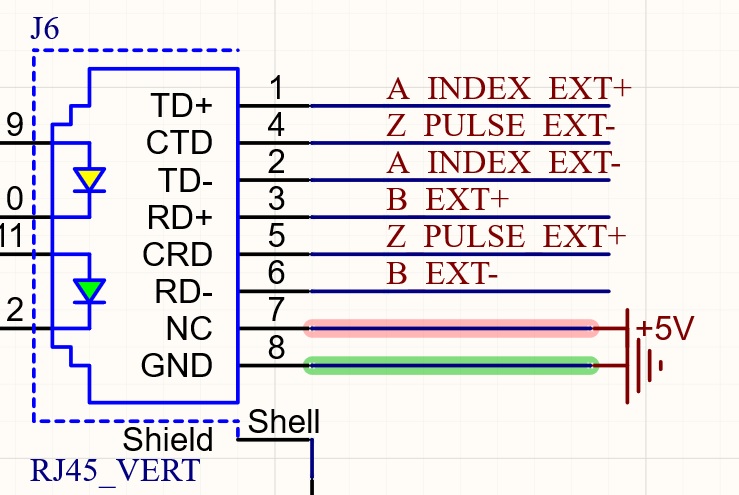 J6
TD+ 1 A INDEX EXT+
9
CTD 4 Z PULSE EXT-
TD- 2 A INDEX EXT-
0
RD+ 3 B EXT+
11
CRD 5 Z PULSE EXT+
RD- 6 B EXT-
2
NC 7 +5V
GND 8
Shell
Shield
RJ45_VERT